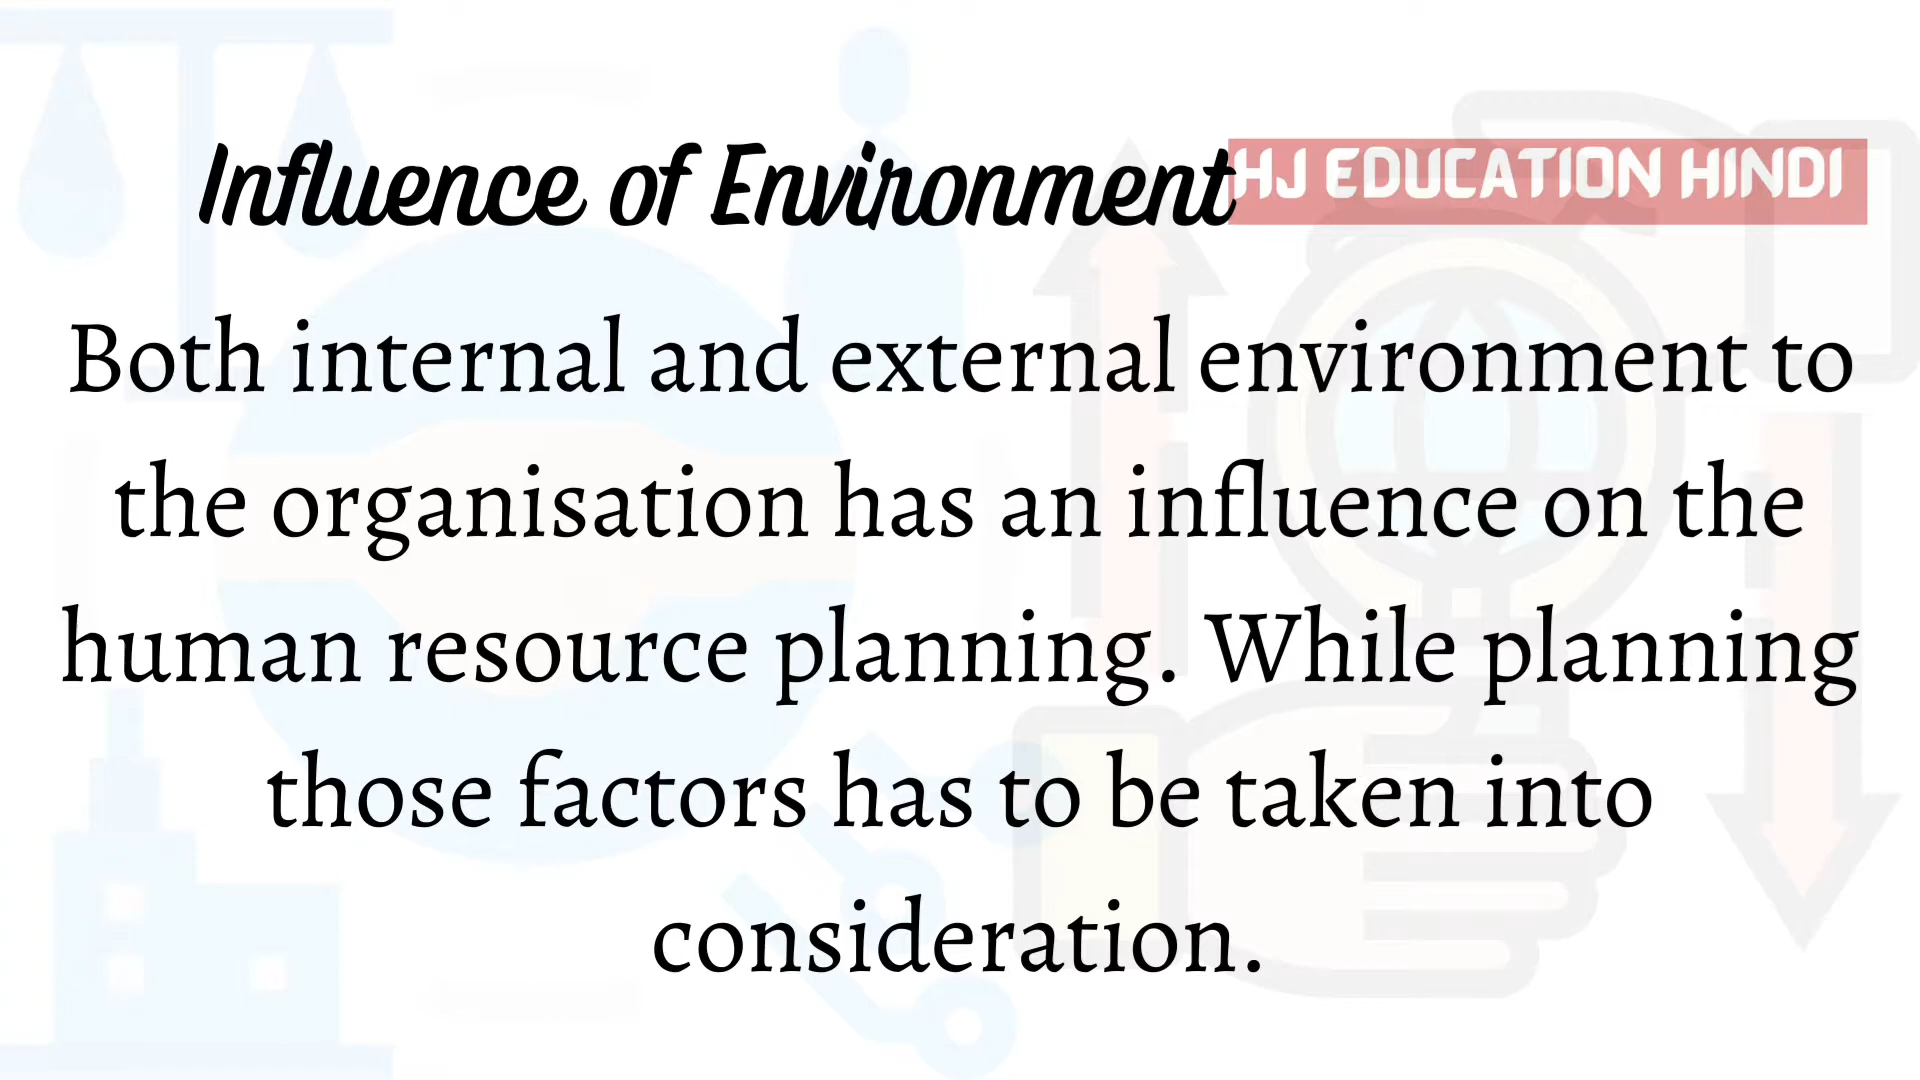 Influence of Environment
HJ EDUCATION HINDI
Both internal and external environment to
the organisation has an influence on the
human resource planning. While planning
those factors has to be taken into
consideration.